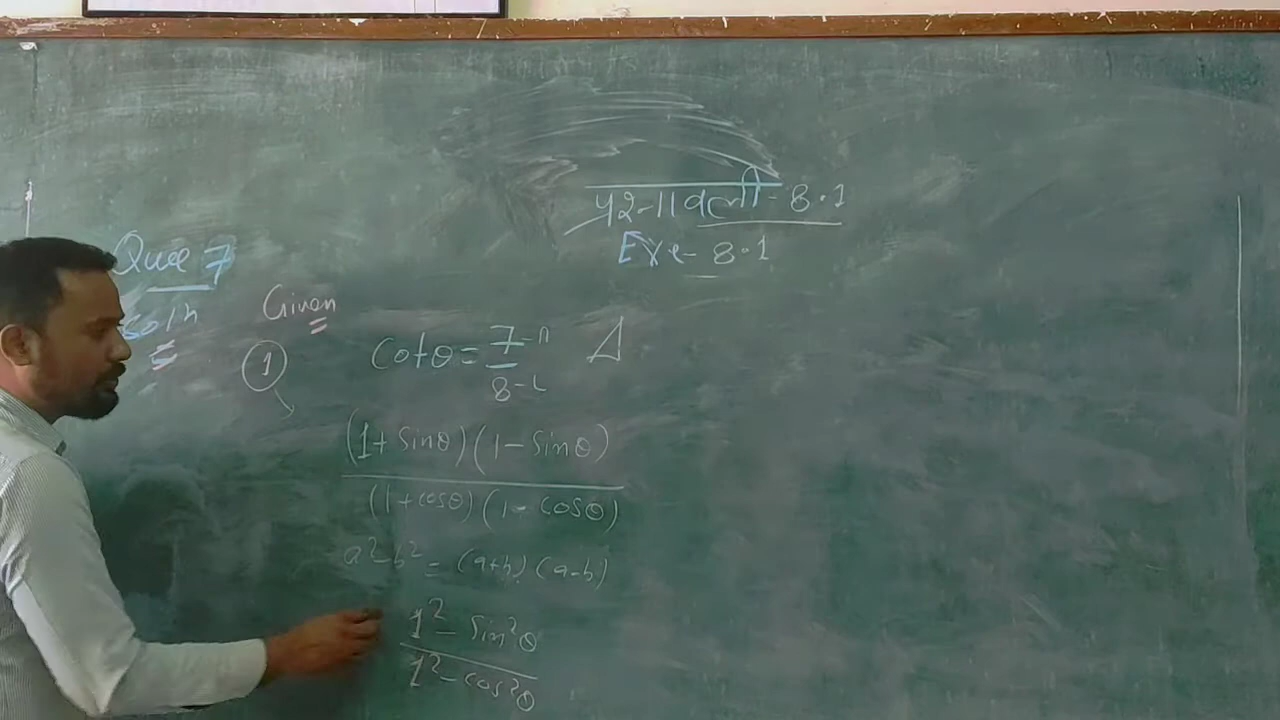 प्रश्नावली - 8.1
Exe - 8.1
Que 7
Soln
Given
① Cotθ = 7/8
(1 + Sinθ)(1 - Sinθ)
(1 + cosθ)(1 - cosθ)
a² - b² = (a+b)(a-b)
1² - Sin²θ
1² - cos²θ